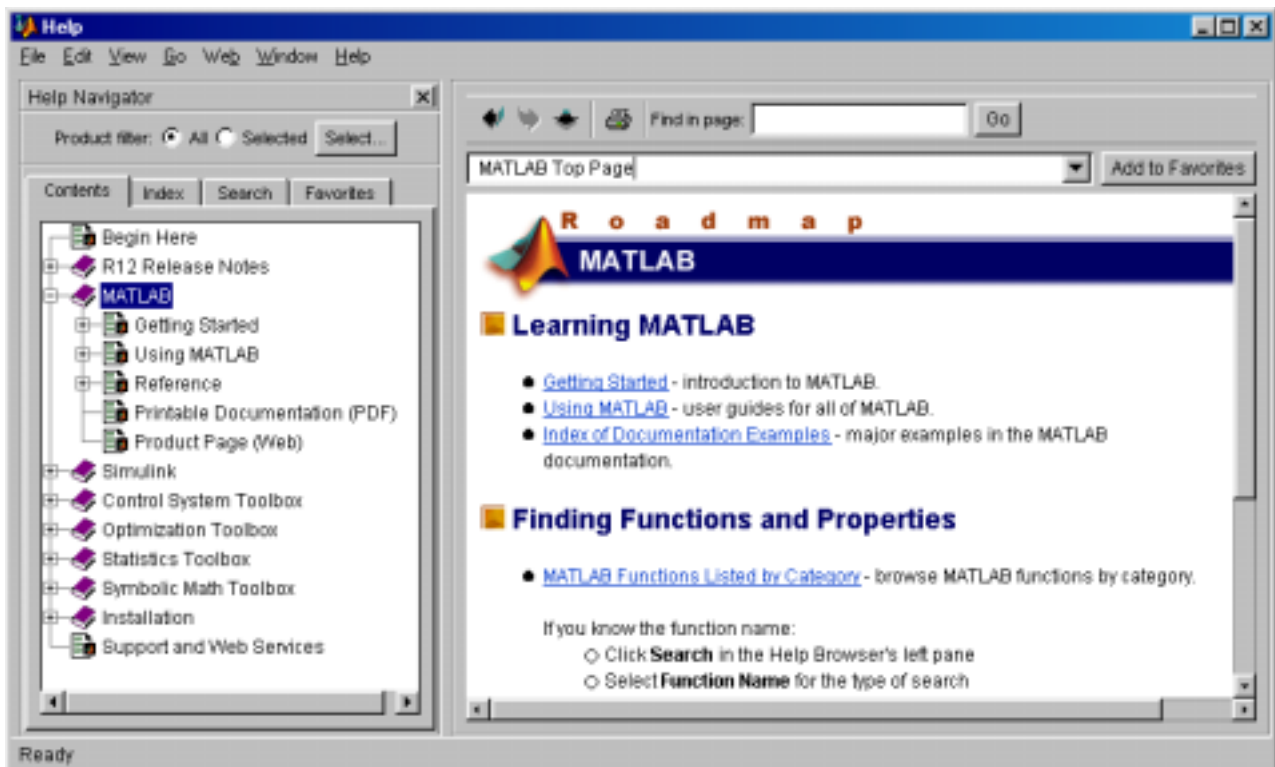 Help
File Edit View Go Web Window Help
Help Navigator
Product filter: All Selected Select...
Contents Index Search Favorites
Begin Here
R12 Release Notes
MATLAB
Getting Started
Using MATLAB
Reference
Printable Documentation (PDF)
Product Page (Web)
Simulink
Control System Toolbox
Optimization Toolbox
Statistics Toolbox
Symbolic Math Toolbox
Installation
Support and Web Services
Find in page: Go
MATLAB Top Page Add to Favorites
Roadmap
MATLAB
Learning MATLAB
Getting Started - introduction to MATLAB.
Using MATLAB - user guides for all of MATLAB.
Index of Documentation Examples - major examples in the MATLAB
documentation.
Finding Functions and Properties
MATLAB Functions Listed by Category - browse MATLAB functions by category.
If you know the function name:
Click Search in the Help Browser's left pane
Select Function Name for the type of search
Ready